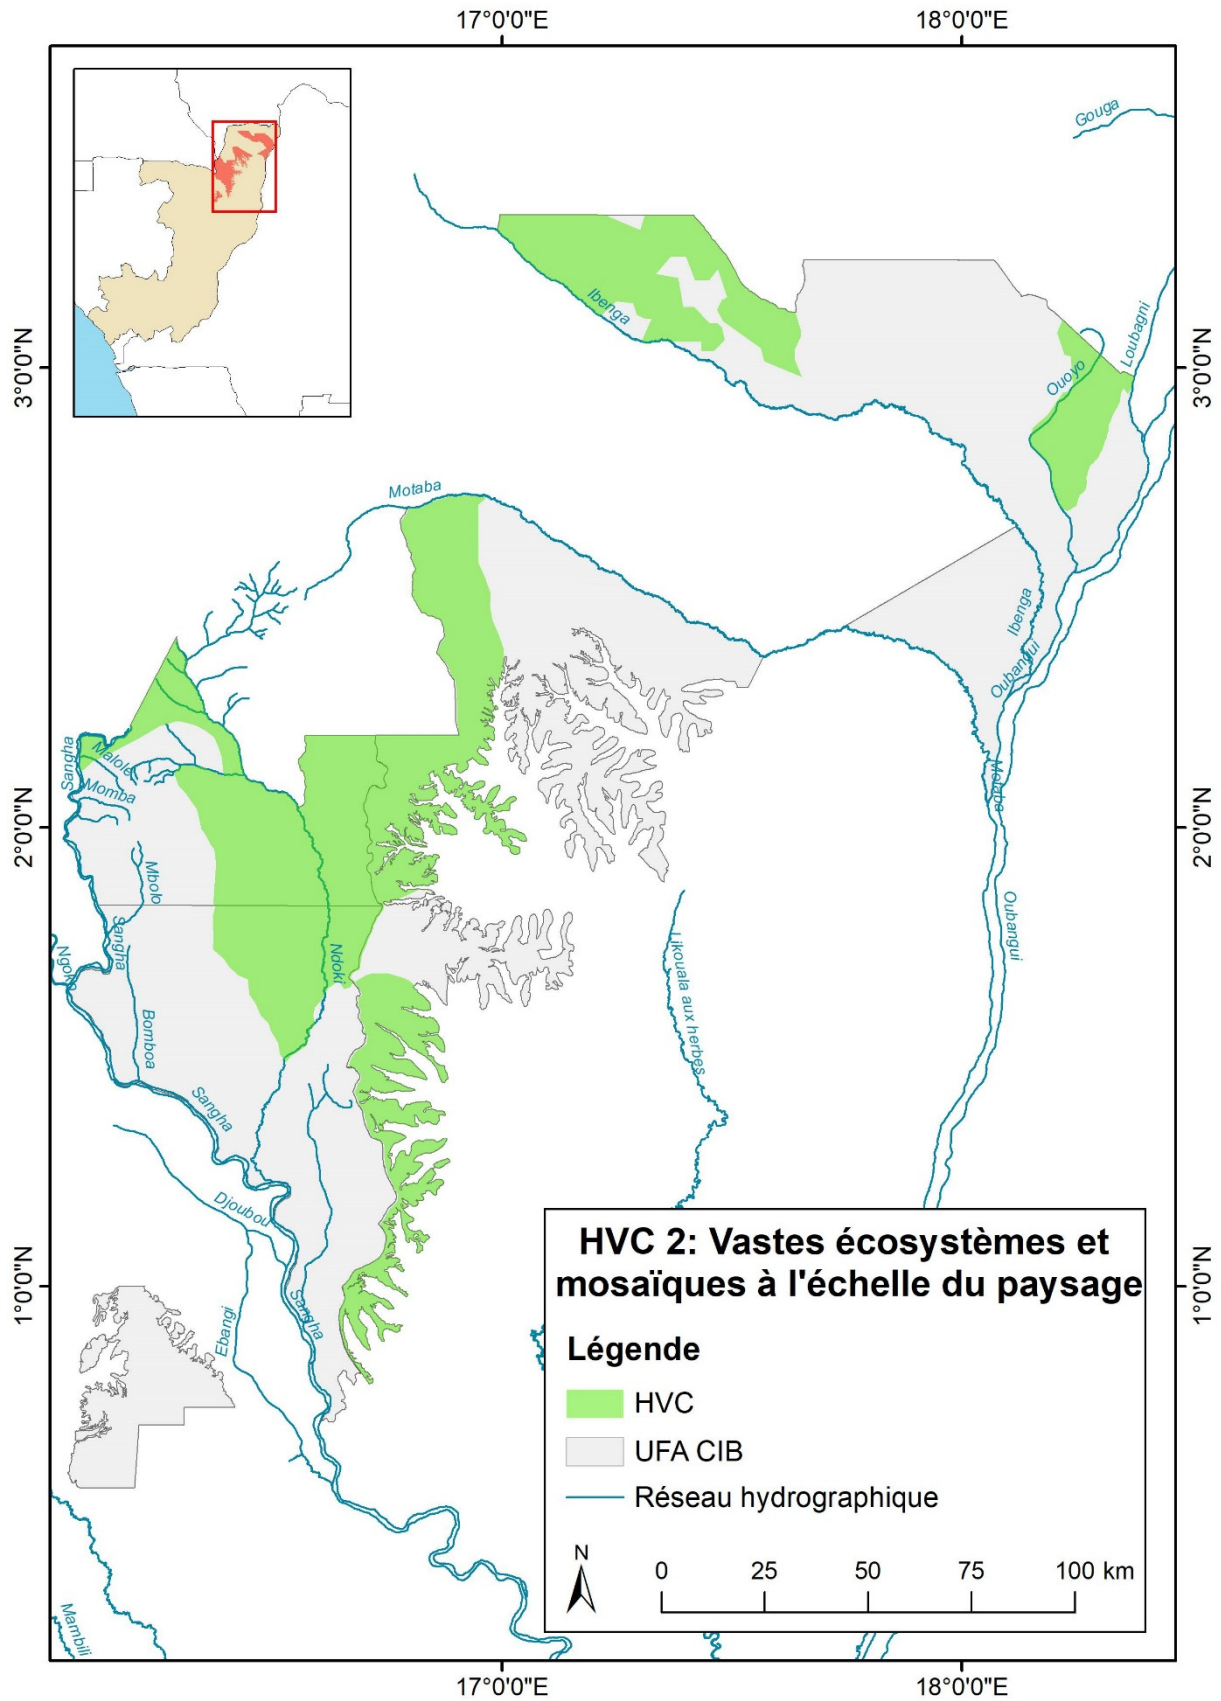 17°0'0"E
18°0'0"E
Gouga
Ibenga
Loubagni
Ouoyo
3°0'0"N
3°0'0"N
Motaba
Ibenga
Oubangui
Sangha
Malole
Momba
Motaba
2°0'0"N
2°0'0"N
Mbolo
Sangha
Ngoko
Ndoki
Oubangui
Likouala aux herbes
Bomboa
Sangha
Djoubou
Sangha
Ebangi
1°0'0"N
1°0'0"N
HVC 2: Vastes écosystèmes et
mosaïques à l'échelle du paysage
Légende
HVC
UFA CIB
Réseau hydrographique
N
0 25 50 75 100 km
Mambili
17°0'0"E
18°0'0"E